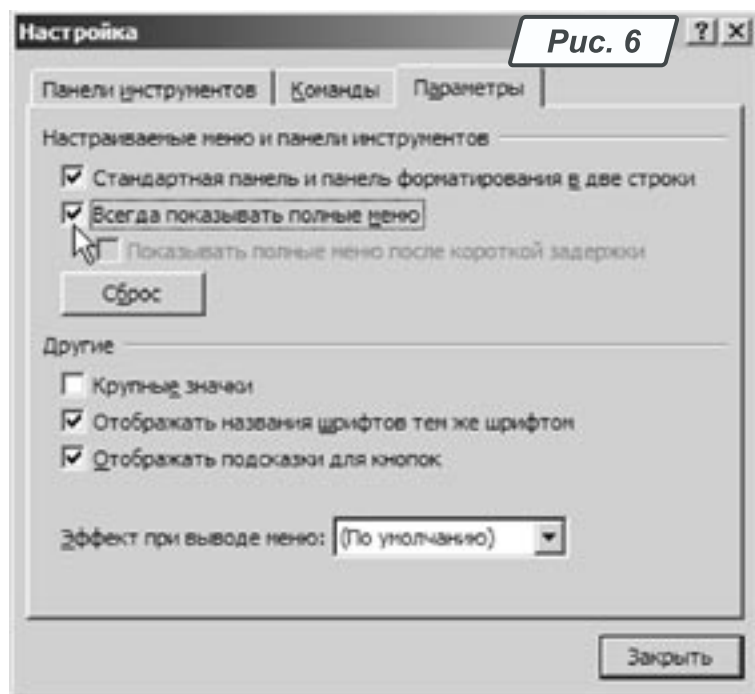 Настройка
Рис. 6
Панели инструментов
Команды
Параметры
Настраиваемые меню и панели инструментов
Стандартная панель и панель форматирования в две строки
Всегда показывать полные меню
Показывать полные меню после короткой задержки
Сброс
Другие
Крупные значки
Отображать названия шрифтов тем же шрифтом
Отображать подсказки для кнопок
Эффект при выводе меню: (По умолчанию)
Закрыть